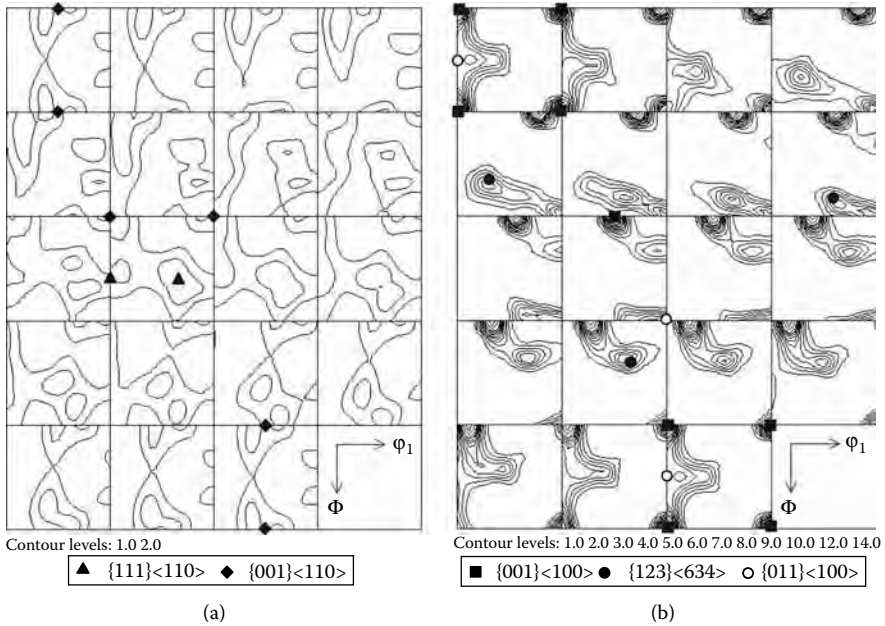 φ1
Φ
φ1
Φ
Contour levels: 1.0 2.0
Contour levels: 1.0 2.0 3.0 4.0 5.0 6.0 7.0 8.0 9.0 10.0 12.0 14.0
▲ {111}<110> ◆ {001}<110>
■ {001}<100> ● {123}<634> ○ {011}<100>
(a)
(b)